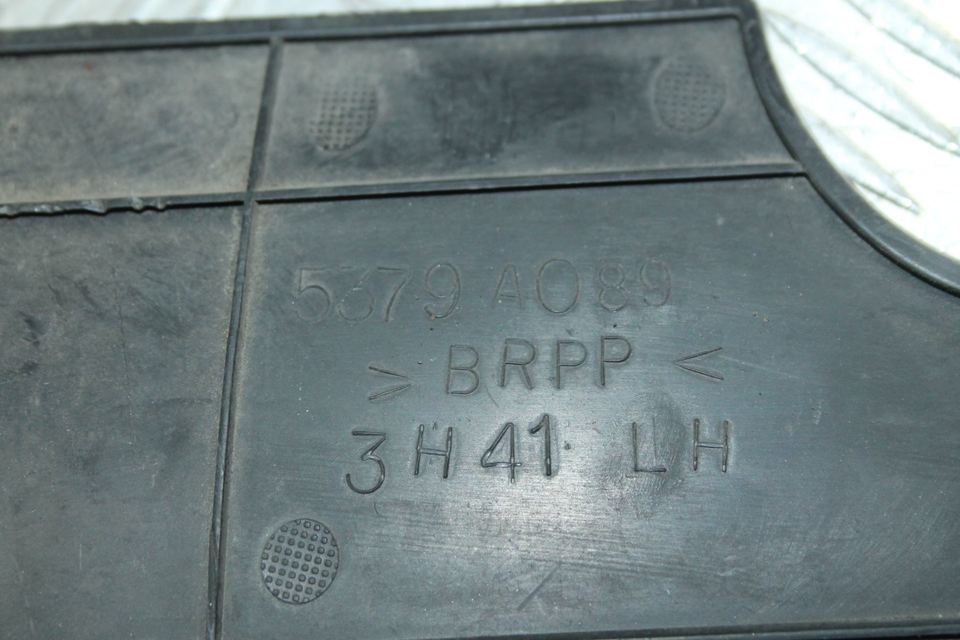 5379 A089
> BRPP <
3H41 LH